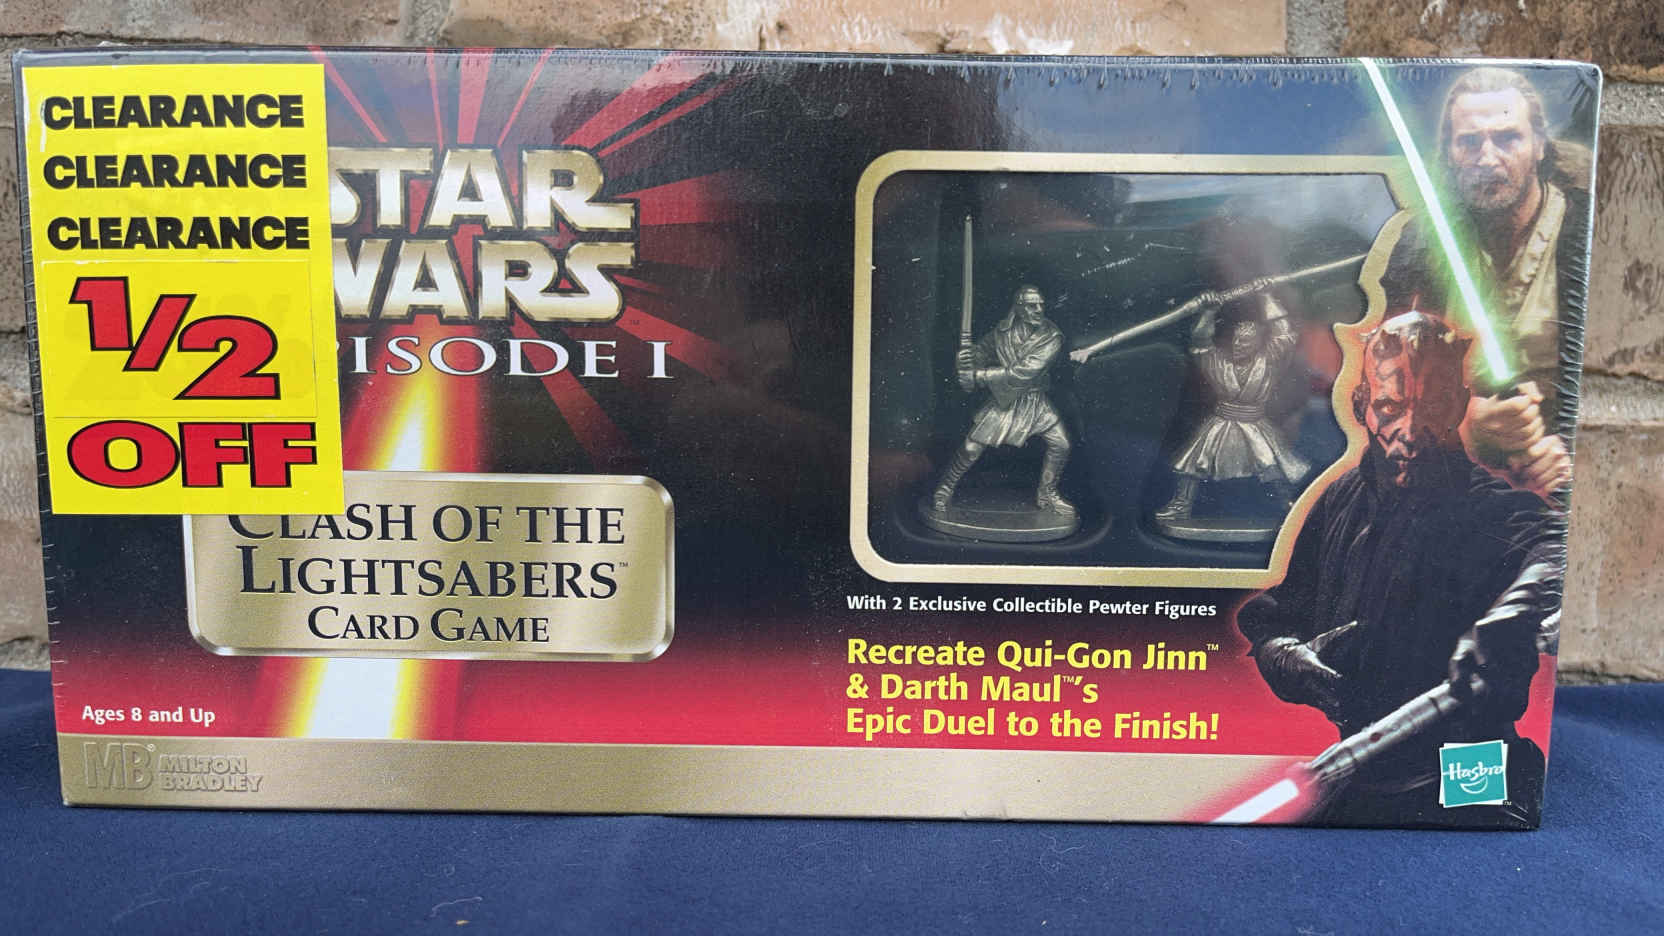 CLEARANCE
CLEARANCE
CLEARANCE
1/2
OFF
STAR
WARS
EPISODE I
CLASH OF THE
LIGHTSABERS™
CARD GAME
Ages 8 and Up
MB® MILTON
BRADLEY
With 2 Exclusive Collectible Pewter Figures
Recreate Qui-Gon Jinn™
& Darth Maul™'s
Epic Duel to the Finish!
Hasbro